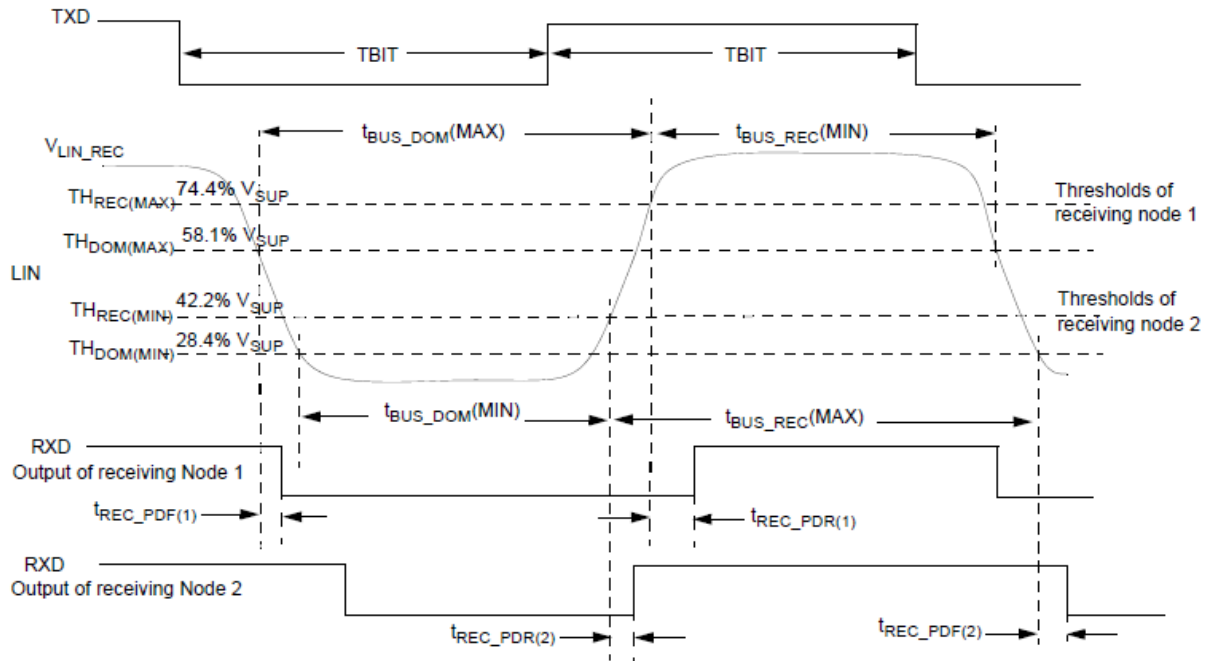 TXD
TBIT TBIT
tBUS_DOM(MAX) tBUS_REC(MIN)
VLIN_REC
THREC(MAX) 74.4% VSUP
Thresholds of
receiving node 1
THDOM(MAX) 58.1% VSUP
LIN
THREC(MIN) 42.2% VSUP
Thresholds of
receiving node 2
THDOM(MIN) 28.4% VSUP
tBUS_DOM(MIN) tBUS_REC(MAX)
RXD
Output of receiving Node 1
tREC_PDF(1) tREC_PDR(1)
RXD
Output of receiving Node 2
tREC_PDR(2) tREC_PDF(2)